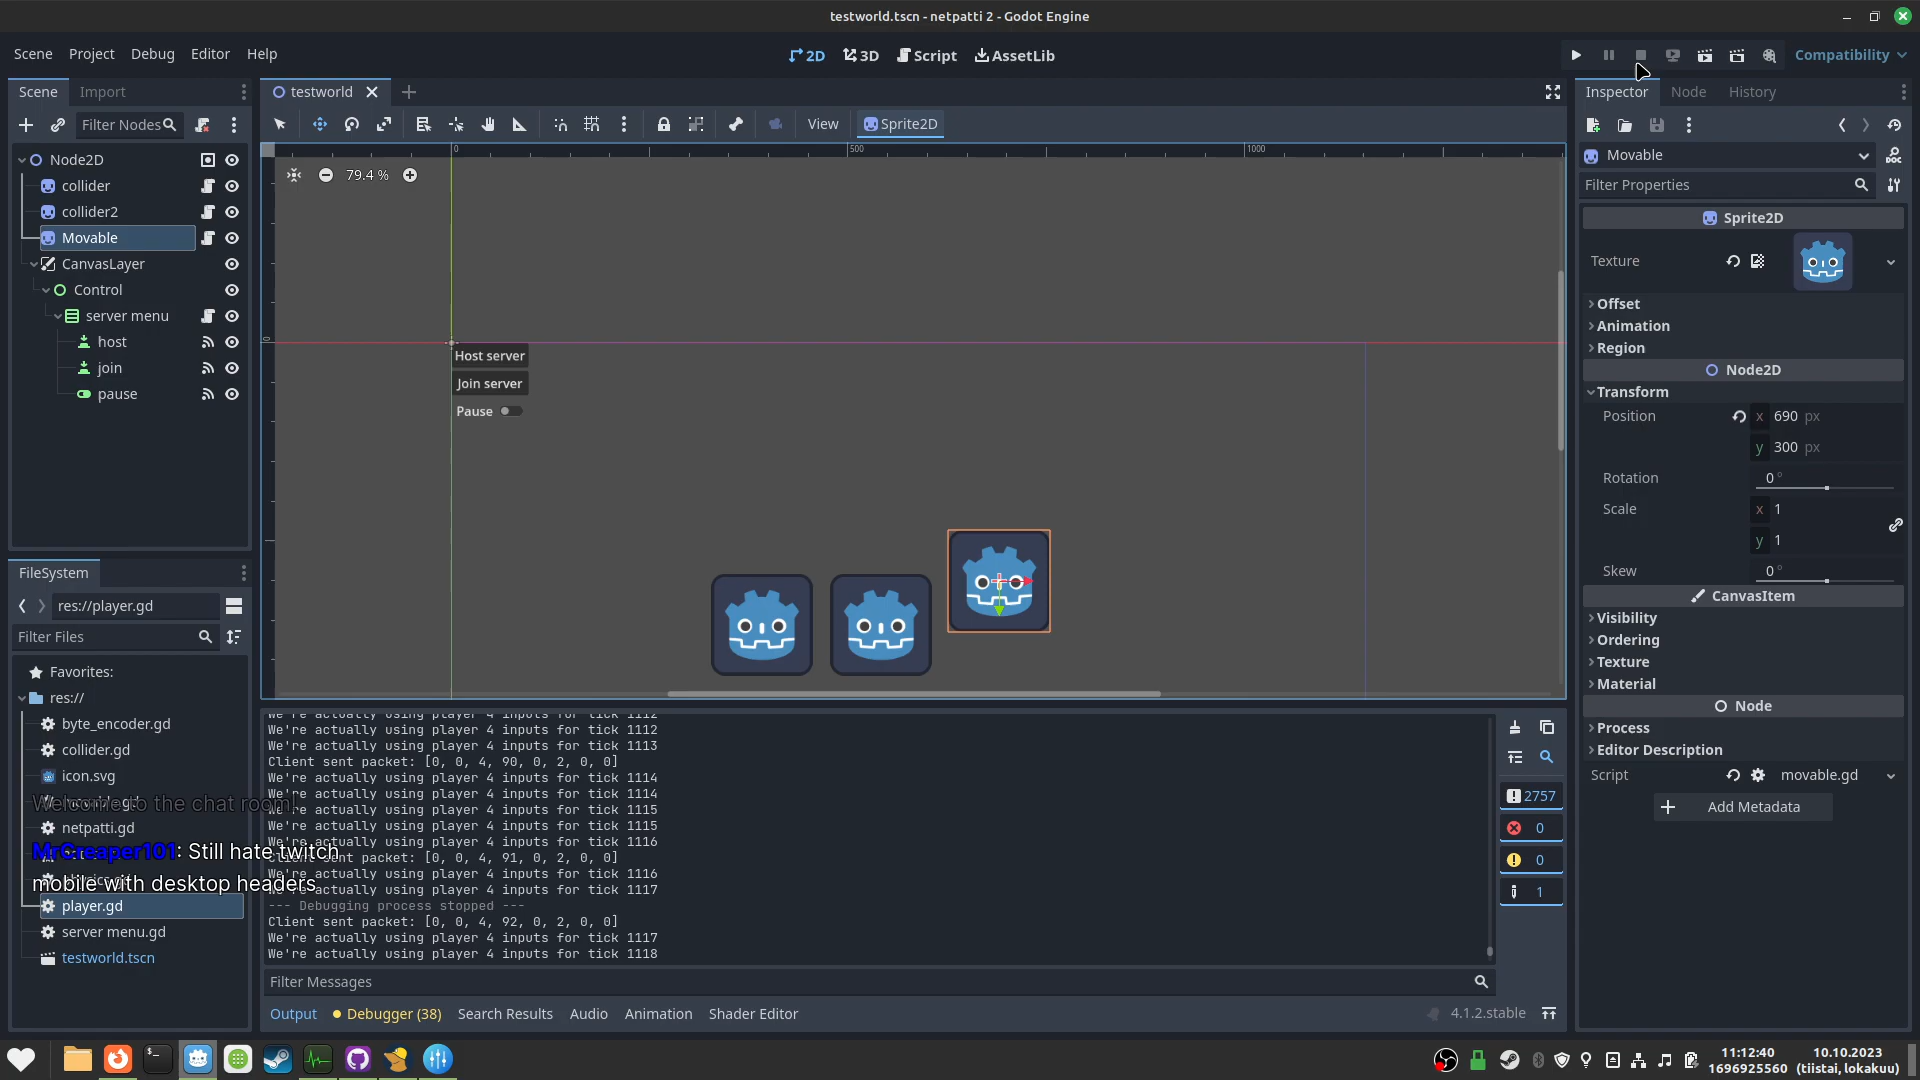 testworld.tscn - netpatti 2 - Godot Engine
Scene Project Debug Editor Help
2D 3D Script AssetLib
Compatibility
Scene Import
testworld
Inspector Node History
Filter Nodes
View Sprite2D
Node2D
collider
collider2
Movable
CanvasLayer
Control
server menu
host
join
pause
0 500 1000
0
79.4 %
Host server
Join server
Pause
Movable
Filter Properties
Sprite2D
Texture
Offset
Animation
Region
Node2D
Transform
Position x 690 px
y 300 px
Rotation 0 °
Scale x 1
y 1
Skew 0 °
CanvasItem
Visibility
Ordering
Texture
Material
Node
Process
Editor Description
Script movable.gd
Add Metadata
FileSystem
res://player.gd
Filter Files
Favorites:
res://
byte_encoder.gd
collider.gd
icon.svg
Welcome to the chat room!
netpatti.gd
MrCreaper101: Still hate twitch
mobile with desktop headers
player.gd
server menu.gd
testworld.tscn
We're actually using player 4 inputs for tick 1112
We're actually using player 4 inputs for tick 1112
We're actually using player 4 inputs for tick 1113
Client sent packet: [0, 0, 4, 90, 0, 2, 0, 0]
We're actually using player 4 inputs for tick 1114
We're actually using player 4 inputs for tick 1114
We're actually using player 4 inputs for tick 1115
We're actually using player 4 inputs for tick 1115
We're actually using player 4 inputs for tick 1116
Client sent packet: [0, 0, 4, 91, 0, 2, 0, 0]
We're actually using player 4 inputs for tick 1116
We're actually using player 4 inputs for tick 1117
--- Debugging process stopped ---
Client sent packet: [0, 0, 4, 92, 0, 2, 0, 0]
We're actually using player 4 inputs for tick 1117
We're actually using player 4 inputs for tick 1118
2757
0
0
1
Filter Messages
Output Debugger (38) Search Results Audio Animation Shader Editor
4.1.2.stable
11:12:40 10.10.2023
1696925560 (tiistai, lokakuu)